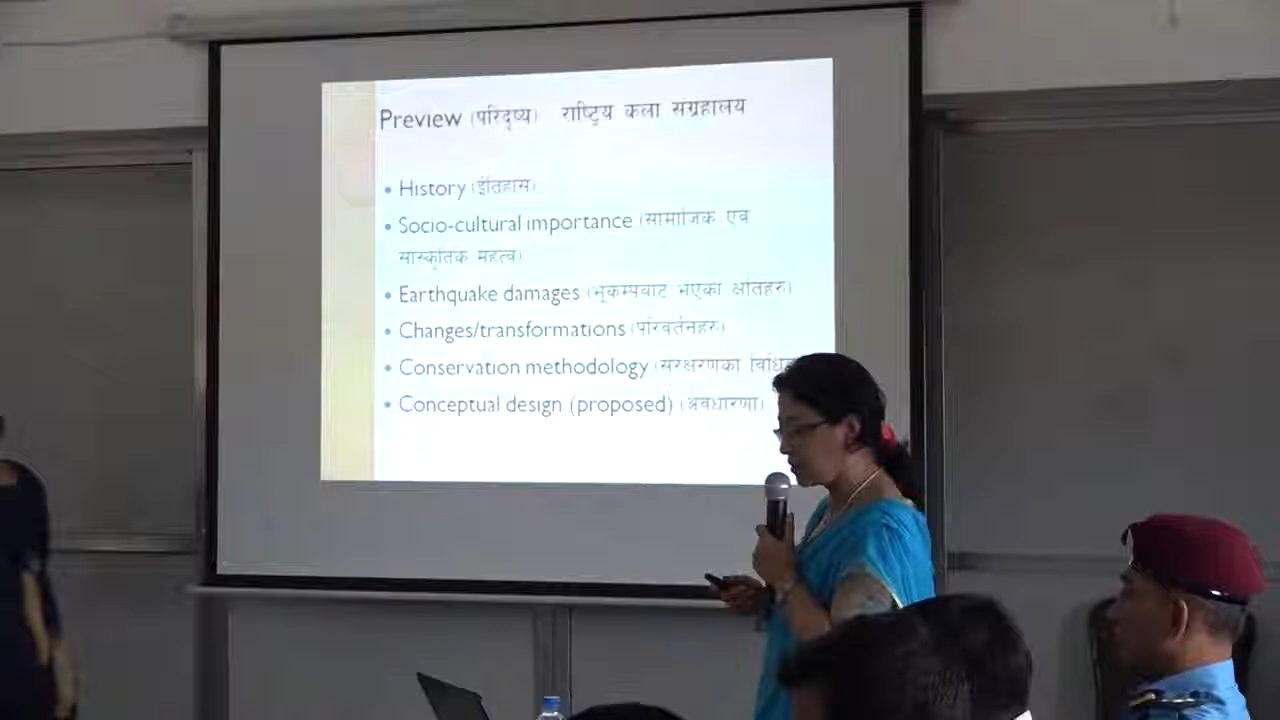 Preview (परिदृष्य) राष्ट्रिय कला संग्रहालय
• History (इतिहास)
• Socio-cultural importance (सामाजिक एवं
सांस्कृतिक महत्व)
• Earthquake damages (भूकम्पबाट भएका क्षतिहरु)
• Changes/transformations (परिवर्तनहरु)
• Conservation methodology (संरक्षणका
• Conceptual design (proposed) (अवधारणा)